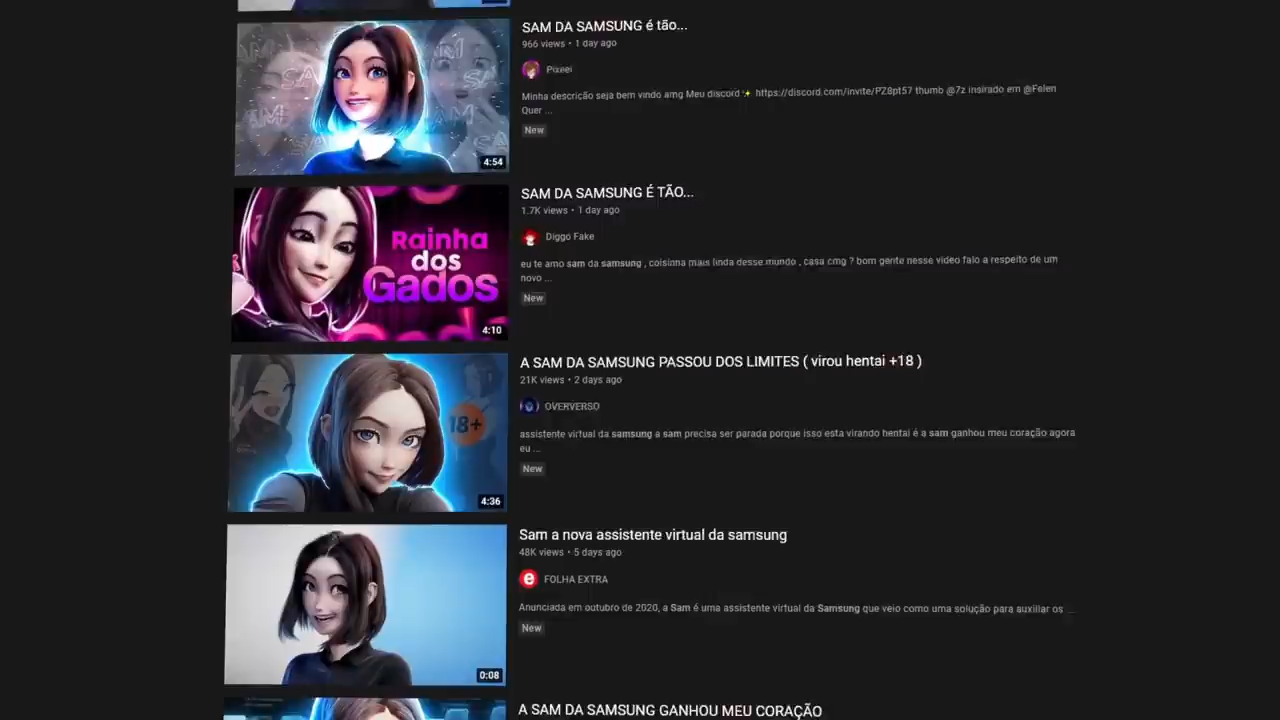 SAM DA SAMSUNG é tão...
966 views • 1 day ago
Pixeei
Minha descrição seja bem vindo amg Meu discord ✨ https://discord.com/invite/PZ8pt57 thumb @7z insirado em @Felen
Quer ...
New
4:54
SAM DA SAMSUNG É TÃO...
1.7K views • 1 day ago
Rainha
dos
Gados
Diggo Fake
eu te amo sam da samsung , coisinha mais linda desse mundo , casa cmg ? bom gente nesse vídeo falo a respeito de um
novo ...
New
4:10
A SAM DA SAMSUNG PASSOU DOS LIMITES ( virou hentai +18 )
21K views • 2 days ago
OVERVERSO
18+
assistente virtual da samsung a sam precisa ser parada porque isso esta virando hentai é a sam ganhou meu coração agora
eu ...
New
4:36
Sam a nova assistente virtual da samsung
48K views • 5 days ago
FOLHA EXTRA
Anunciada em outubro de 2020, a Sam é uma assistente virtual da Samsung que veio como uma solução para auxiliar os ...
New
0:08
A SAM DA SAMSUNG GANHOU MEU CORAÇÃO